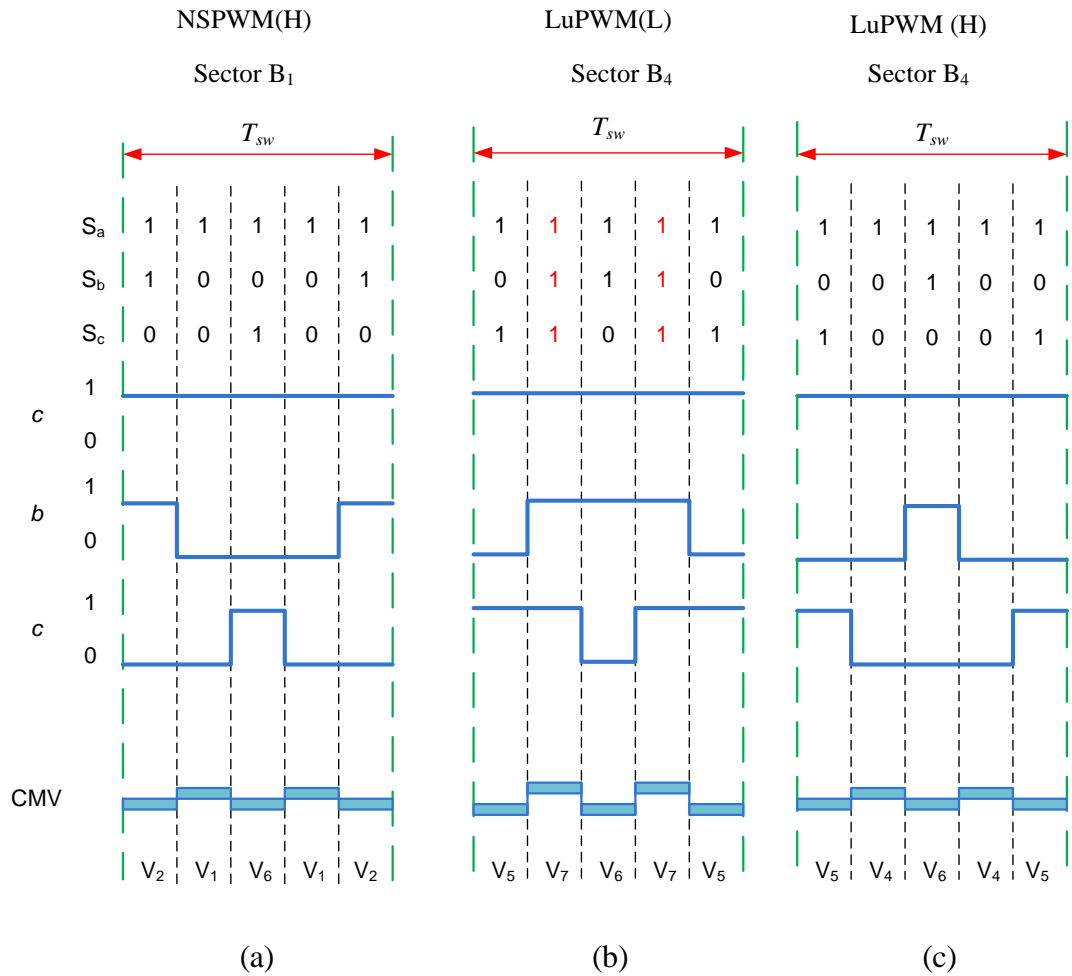 NSPWM(H) LuPWM(L) LuPWM (H)
Sector B1 Sector B4 Sector B4
Tsw Tsw Tsw
Sa 1 1 1 1 1 1 1 1 1 1 1 1 1 1 1
Sb 1 0 0 0 1 0 1 1 1 0 0 0 1 0 0
Sc 0 0 1 0 0 1 1 0 1 1 1 0 0 0 1
1
c
0
1
b
0
1
c
0
CMV
V2 V1 V6 V1 V2 V5 V7 V6 V7 V5 V5 V4 V6 V4 V5
(a) (b) (c)